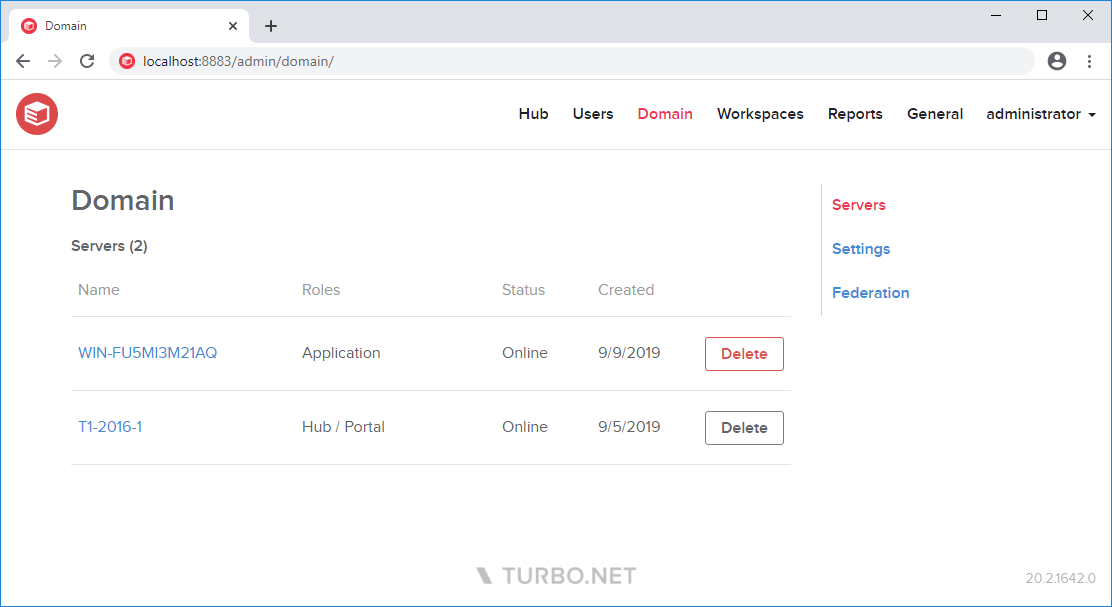 Domain
localhost:8883/admin/domain/
Hub Users Domain Workspaces Reports General administrator
Domain
Servers (2)
Name Roles Status Created
WIN-FU5MI3M21AQ Application Online 9/9/2019 Delete
T1-2016-1 Hub / Portal Online 9/5/2019 Delete
Servers
Settings
Federation
TURBO.NET
20.2.1642.0